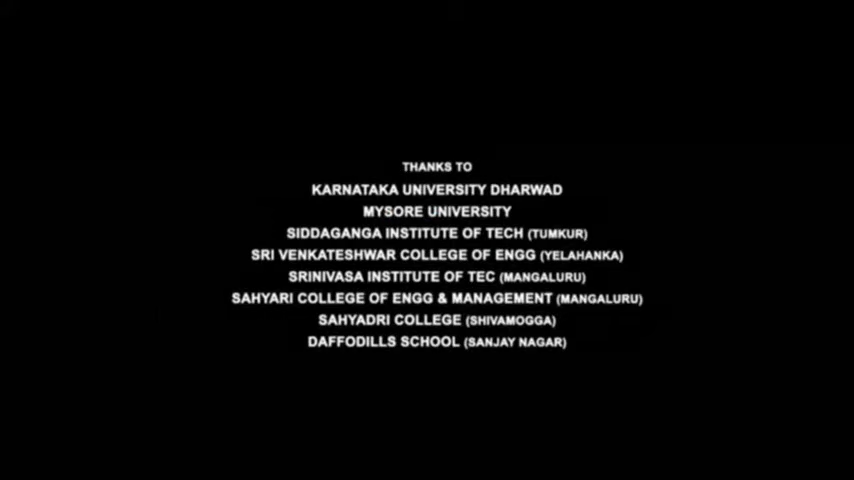 THANKS TO
KARNATAKA UNIVERSITY DHARWAD
MYSORE UNIVERSITY
SIDDAGANGA INSTITUTE OF TECH (TUMKUR)
SRI VENKATESHWAR COLLEGE OF ENGG (YELAHANKA)
SRINIVASA INSTITUTE OF TEC (MANGALURU)
SAHYARI COLLEGE OF ENGG & MANAGEMENT (MANGALURU)
SAHYADRI COLLEGE (SHIVAMOGGA)
DAFFODILLS SCHOOL (SANJAY NAGAR)